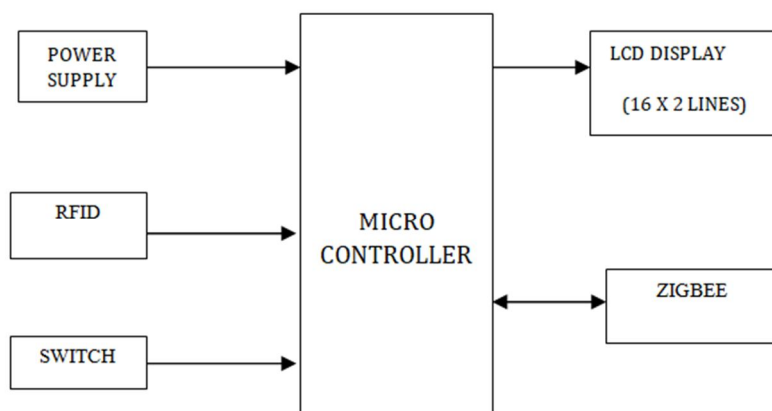 POWER
SUPPLY
RFID
SWITCH
MICRO
CONTROLLER
LCD DISPLAY
(16 X 2 LINES)
ZIGBEE